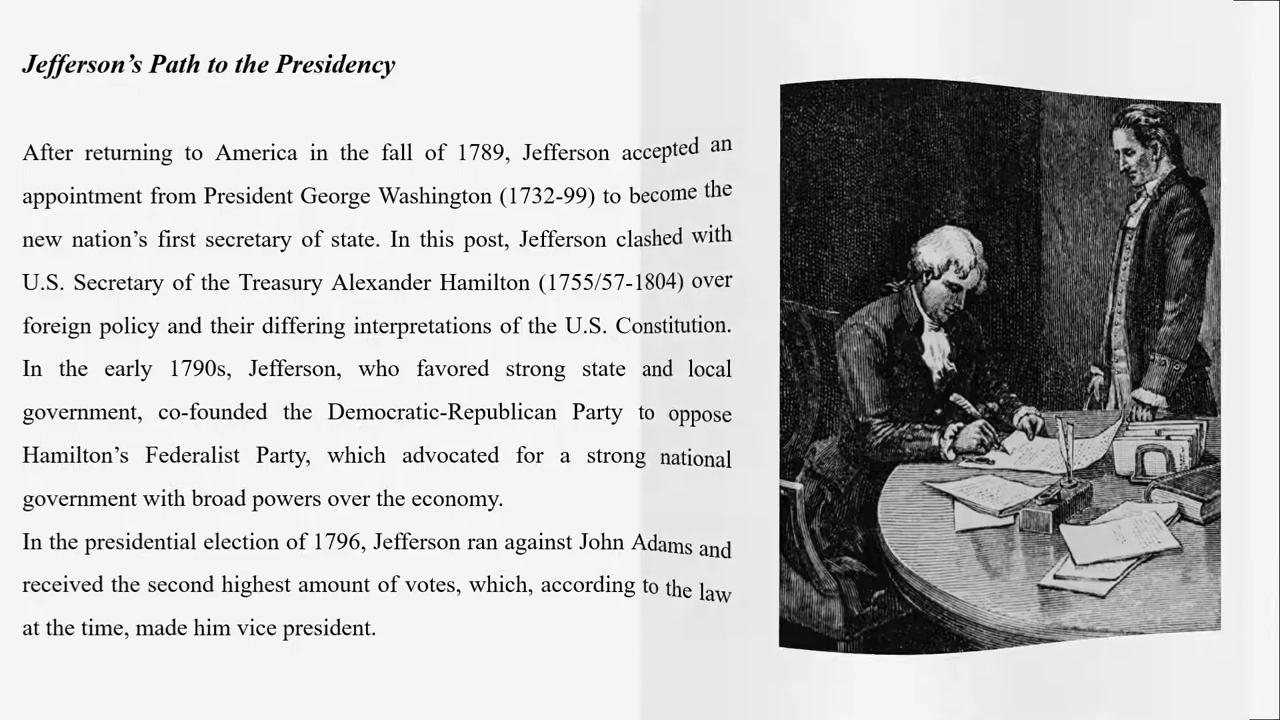 Jefferson’s Path to the Presidency
After returning to America in the fall of 1789, Jefferson accepted an
appointment from President George Washington (1732-99) to become the
new nation’s first secretary of state. In this post, Jefferson clashed with
U.S. Secretary of the Treasury Alexander Hamilton (1755/57-1804) over
foreign policy and their differing interpretations of the U.S. Constitution.
In the early 1790s, Jefferson, who favored strong state and local
government, co-founded the Democratic-Republican Party to oppose
Hamilton’s Federalist Party, which advocated for a strong national
government with broad powers over the economy.
In the presidential election of 1796, Jefferson ran against John Adams and
received the second highest amount of votes, which, according to the law
at the time, made him vice president.